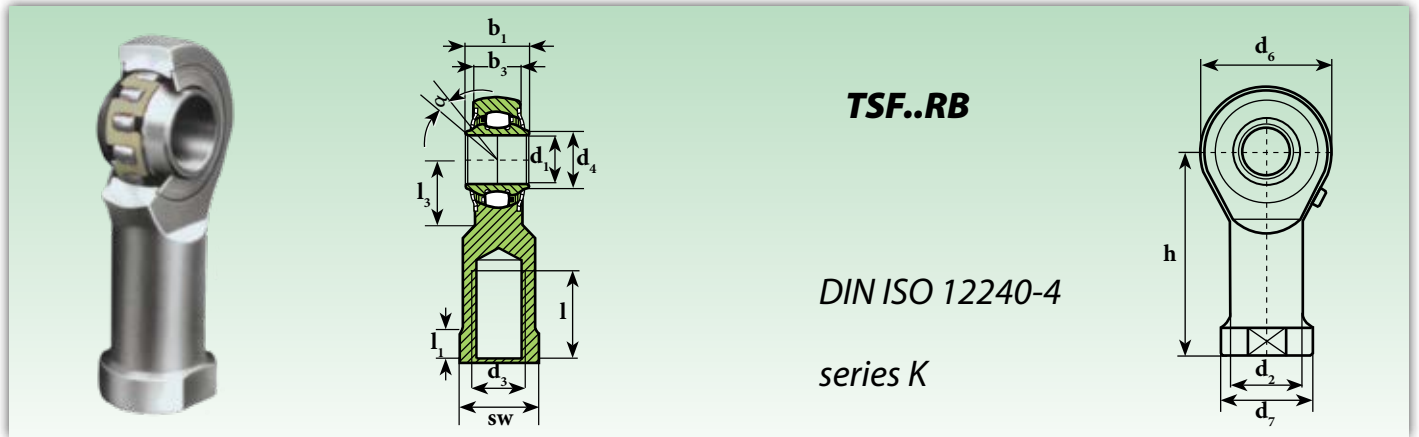 b₁
b₃
α
d₁
d₄
l₃
l
l₁
d₃
sw
TSF..RB
DIN ISO 12240-4
series K
d₆
h
d₂
d₇